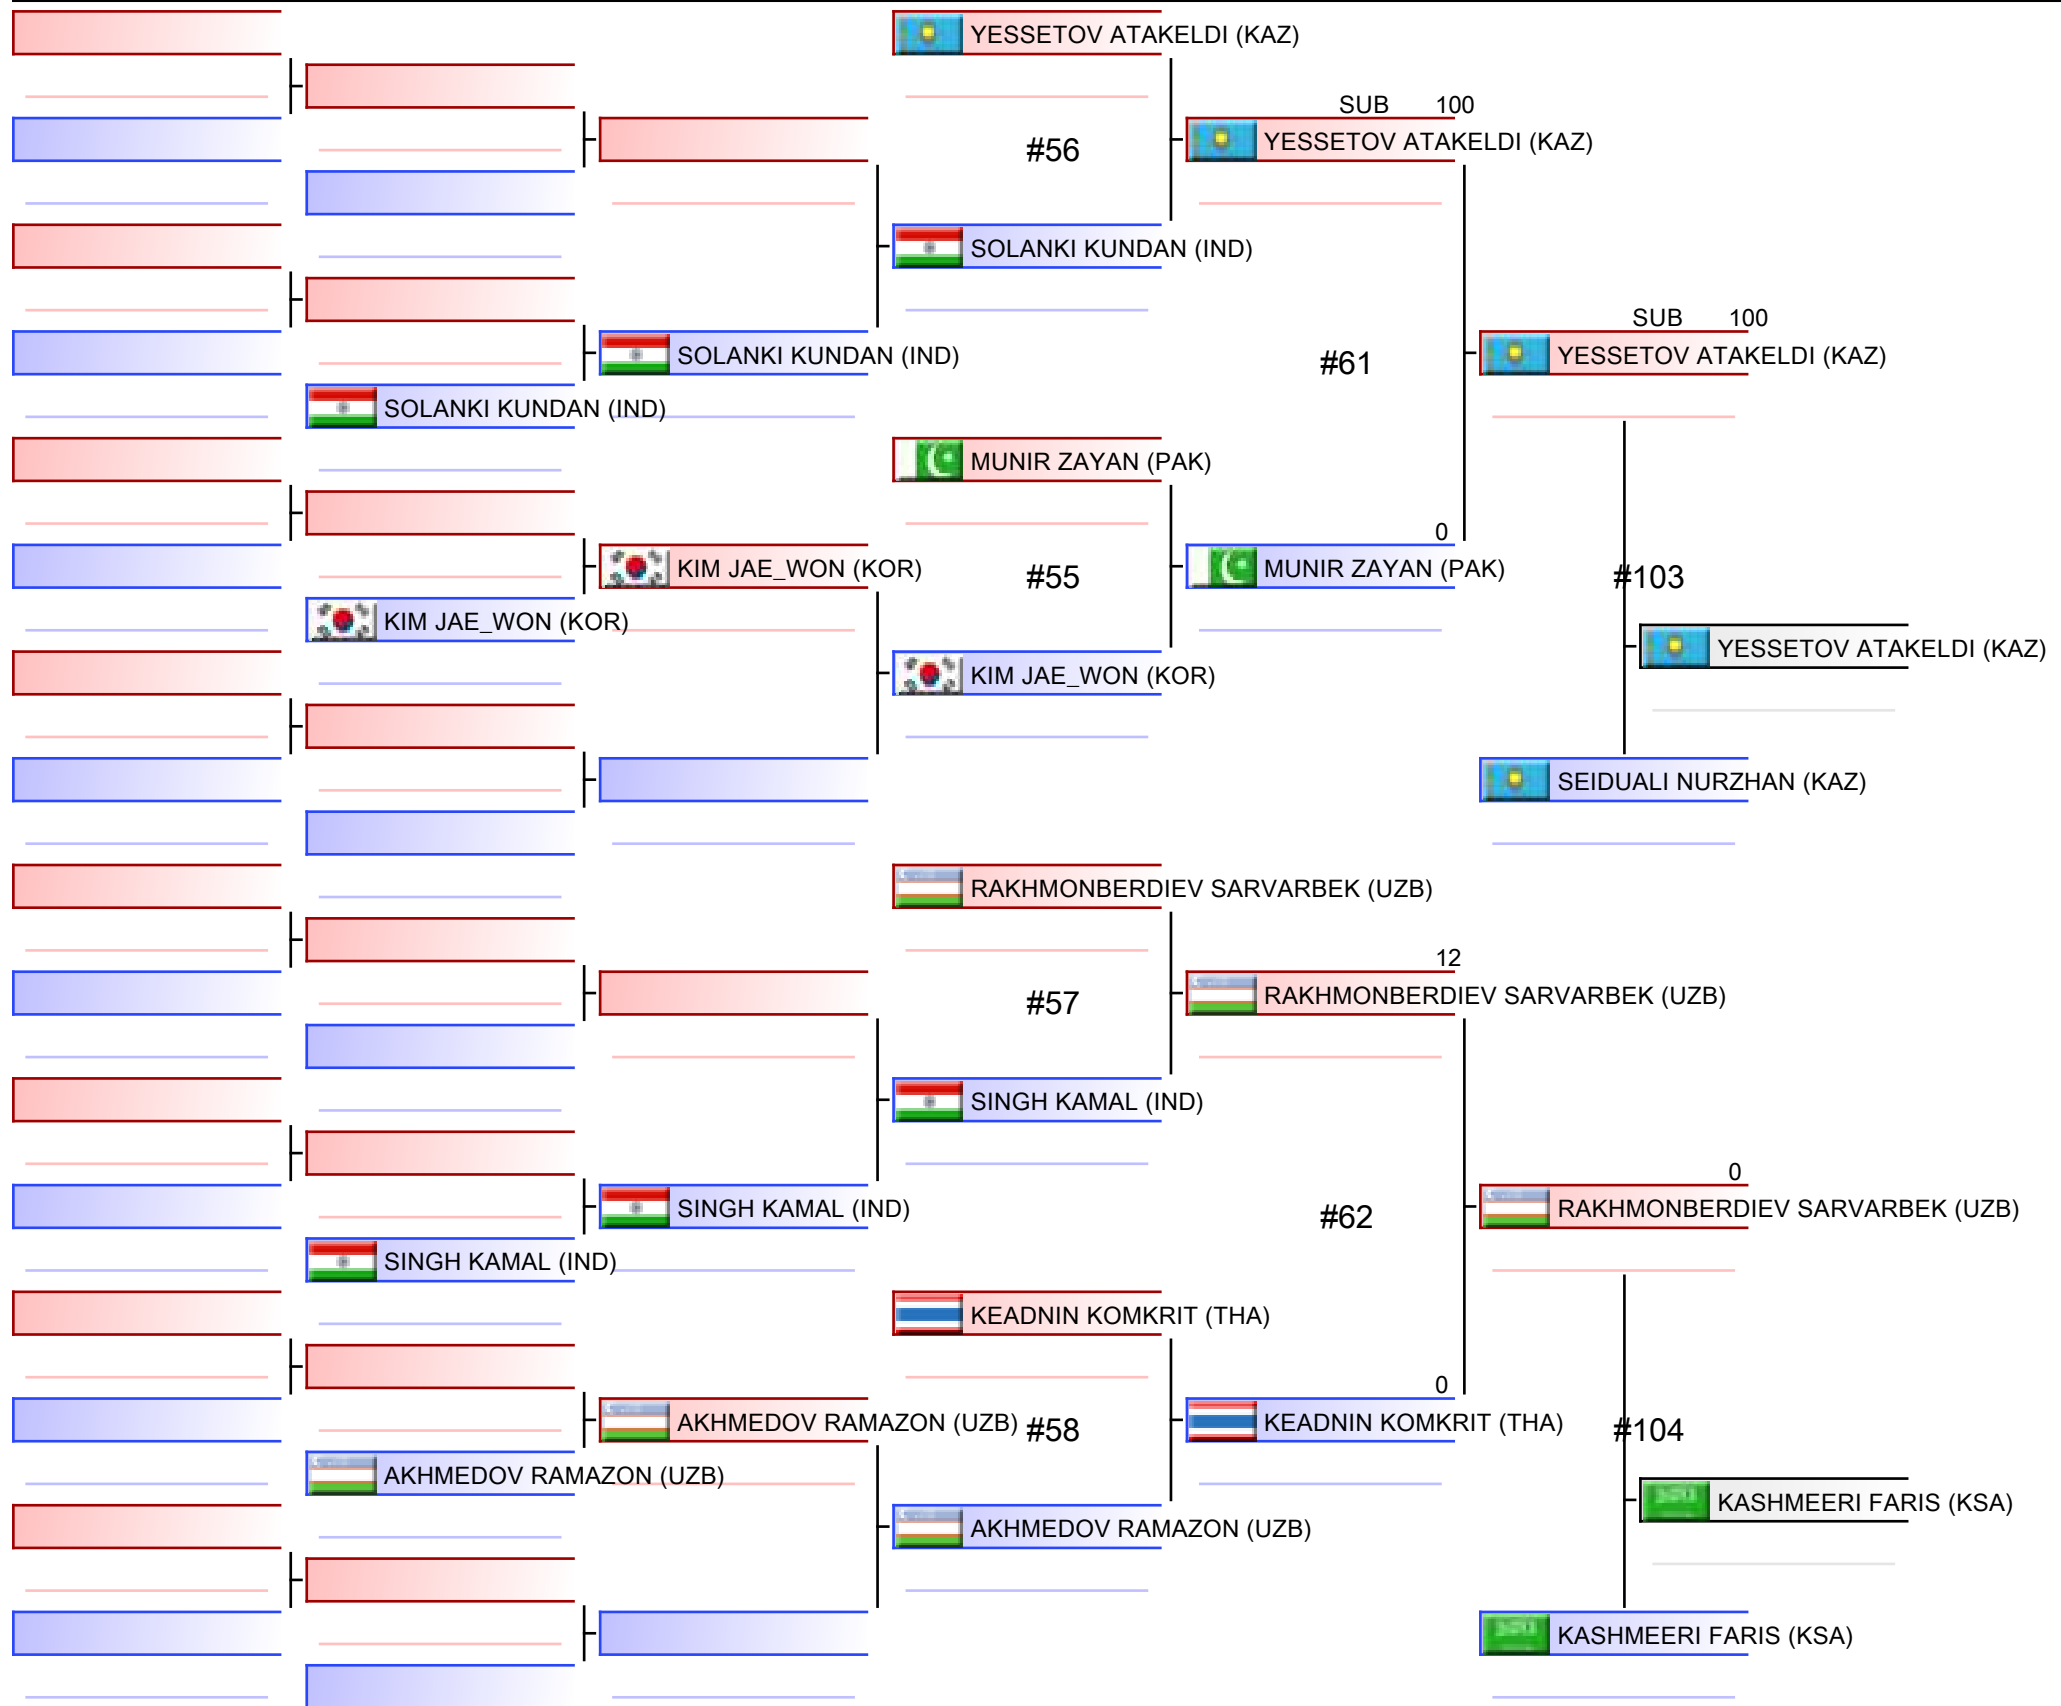 YESSETOV ATAKELDI (KAZ)
SUB 100
YESSETOV ATAKELDI (KAZ)
#56
SOLANKI KUNDAN (IND)
SUB 100
SOLANKI KUNDAN (IND)
#61
YESSETOV ATAKELDI (KAZ)
SOLANKI KUNDAN (IND)
MUNIR ZAYAN (PAK)
0
KIM JAE_WON (KOR)
#55
MUNIR ZAYAN (PAK)
#103
KIM JAE_WON (KOR)
YESSETOV ATAKELDI (KAZ)
KIM JAE_WON (KOR)
SEIDUALI NURZHAN (KAZ)
RAKHMONBERDIEV SARVARBEK (UZB)
12
#57
RAKHMONBERDIEV SARVARBEK (UZB)
SINGH KAMAL (IND)
0
SINGH KAMAL (IND)
#62
RAKHMONBERDIEV SARVARBEK (UZB)
SINGH KAMAL (IND)
KEADNIN KOMKRIT (THA)
0
AKHMEDOV RAMAZON (UZB)
#58
KEADNIN KOMKRIT (THA)
#104
AKHMEDOV RAMAZON (UZB)
KASHMEERI FARIS (KSA)
AKHMEDOV RAMAZON (UZB)
KASHMEERI FARIS (KSA)